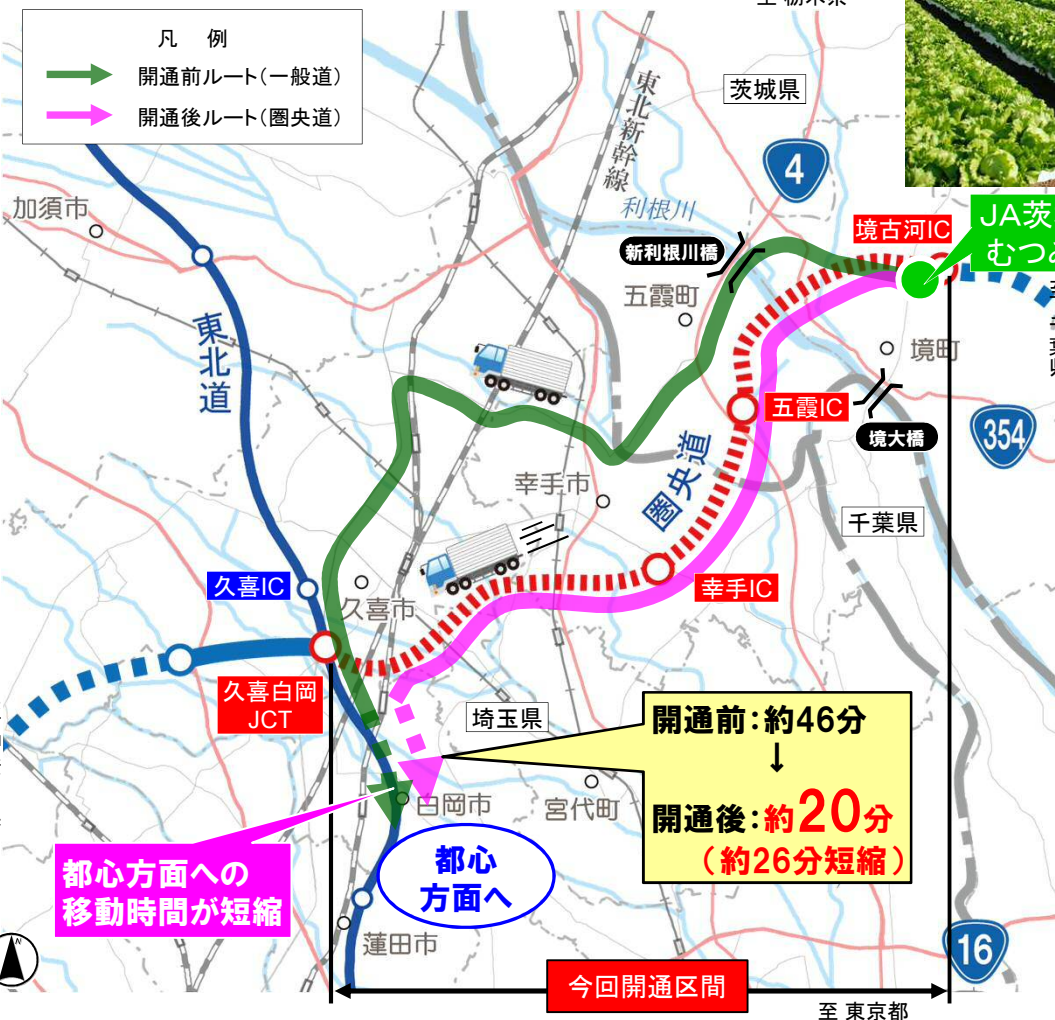 至 栃木県
凡 例
開通前ルート(一般道)
開通後ルート(圏央道)
茨城県
東北新幹線
4
加須市
利根川
境古河IC
JA茨
むつみ
新利根川橋
五霞町
東北道
境町
五霞IC
354
境大橋
圏央道
幸手市
千葉県
久喜IC
久喜市
幸手IC
久喜白岡
JCT
埼玉県
開通前:約46分
↓
開通後:約20分
(約26分短縮)
白岡市
宮代町
都心方面への
移動時間が短縮
都心
方面へ
蓮田市
N
16
今回開通区間
至 東京都